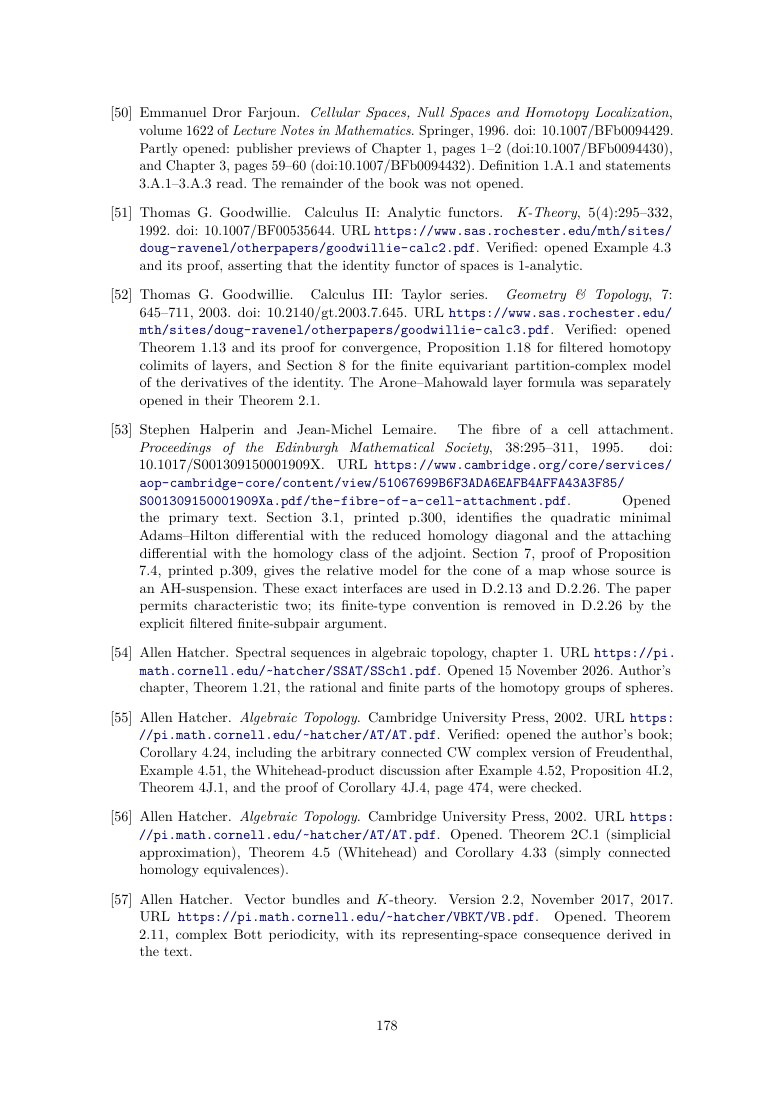 [50] Emmanuel Dror Farjoun. Cellular Spaces, Null Spaces and Homotopy Localization,
volume 1622 of Lecture Notes in Mathematics. Springer, 1996. doi: 10.1007/BFb0094429.
Partly opened: publisher previews of Chapter 1, pages 1–2 (doi:10.1007/BFb0094430),
and Chapter 3, pages 59–60 (doi:10.1007/BFb0094432). Definition 1.A.1 and statements
3.A.1–3.A.3 read. The remainder of the book was not opened.
[51] Thomas G. Goodwillie. Calculus II: Analytic functors. K-Theory, 5(4):295–332,
1992. doi: 10.1007/BF00535644. URL https://www.sas.rochester.edu/mth/sites/
doug-ravenel/otherpapers/goodwillie-calc2.pdf. Verified: opened Example 4.3
and its proof, asserting that the identity functor of spaces is 1-analytic.
[52] Thomas G. Goodwillie. Calculus III: Taylor series. Geometry & Topology, 7:
645–711, 2003. doi: 10.2140/gt.2003.7.645. URL https://www.sas.rochester.edu/
mth/sites/doug-ravenel/otherpapers/goodwillie-calc3.pdf. Verified: opened
Theorem 1.13 and its proof for convergence, Proposition 1.18 for filtered homotopy
colimits of layers, and Section 8 for the finite equivariant partition-complex model
of the derivatives of the identity. The Arone–Mahowald layer formula was separately
opened in their Theorem 2.1.
[53] Stephen Halperin and Jean-Michel Lemaire. The fibre of a cell attachment.
Proceedings of the Edinburgh Mathematical Society, 38:295–311, 1995. doi:
10.1017/S001309150001909X. URL https://www.cambridge.org/core/services/
aop-cambridge-core/content/view/51067699B6F3ADA6EAFB4AFFA43A3F85/
S001309150001909Xa.pdf/the-fibre-of-a-cell-attachment.pdf. Opened
the primary text. Section 3.1, printed p.300, identifies the quadratic minimal
Adams–Hilton differential with the reduced homology diagonal and the attaching
differential with the homology class of the adjoint. Section 7, proof of Proposition
7.4, printed p.309, gives the relative model for the cone of a map whose source is
an AH-suspension. These exact interfaces are used in D.2.13 and D.2.26. The paper
permits characteristic two; its finite-type convention is removed in D.2.26 by the
explicit filtered finite-subpair argument.
[54] Allen Hatcher. Spectral sequences in algebraic topology, chapter 1. URL https://pi.
math.cornell.edu/~hatcher/SSAT/SSch1.pdf. Opened 15 November 2026. Author's
chapter, Theorem 1.21, the rational and finite parts of the homotopy groups of spheres.
[55] Allen Hatcher. Algebraic Topology. Cambridge University Press, 2002. URL https:
//pi.math.cornell.edu/~hatcher/AT/AT.pdf. Verified: opened the author's book;
Corollary 4.24, including the arbitrary connected CW complex version of Freudenthal,
Example 4.51, the Whitehead-product discussion after Example 4.52, Proposition 4I.2,
Theorem 4J.1, and the proof of Corollary 4J.4, page 474, were checked.
[56] Allen Hatcher. Algebraic Topology. Cambridge University Press, 2002. URL https:
//pi.math.cornell.edu/~hatcher/AT/AT.pdf. Opened. Theorem 2C.1 (simplicial
approximation), Theorem 4.5 (Whitehead) and Corollary 4.33 (simply connected
homology equivalences).
[57] Allen Hatcher. Vector bundles and K-theory. Version 2.2, November 2017, 2017.
URL https://pi.math.cornell.edu/~hatcher/VBKT/VB.pdf. Opened. Theorem
2.11, complex Bott periodicity, with its representing-space consequence derived in
the text.
178